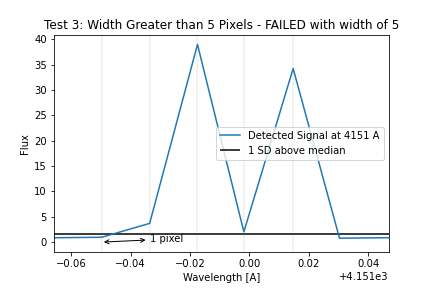 Test 3: Width Greater than 5 Pixels - FAILED with width of 5
40
35
30
25
20
15
10
5
0
Flux
Detected Signal at 4151 A
1 SD above median
1 pixel
−0.06 −0.04 −0.02 0.00 0.02 0.04
Wavelength [A]
+4.151e3